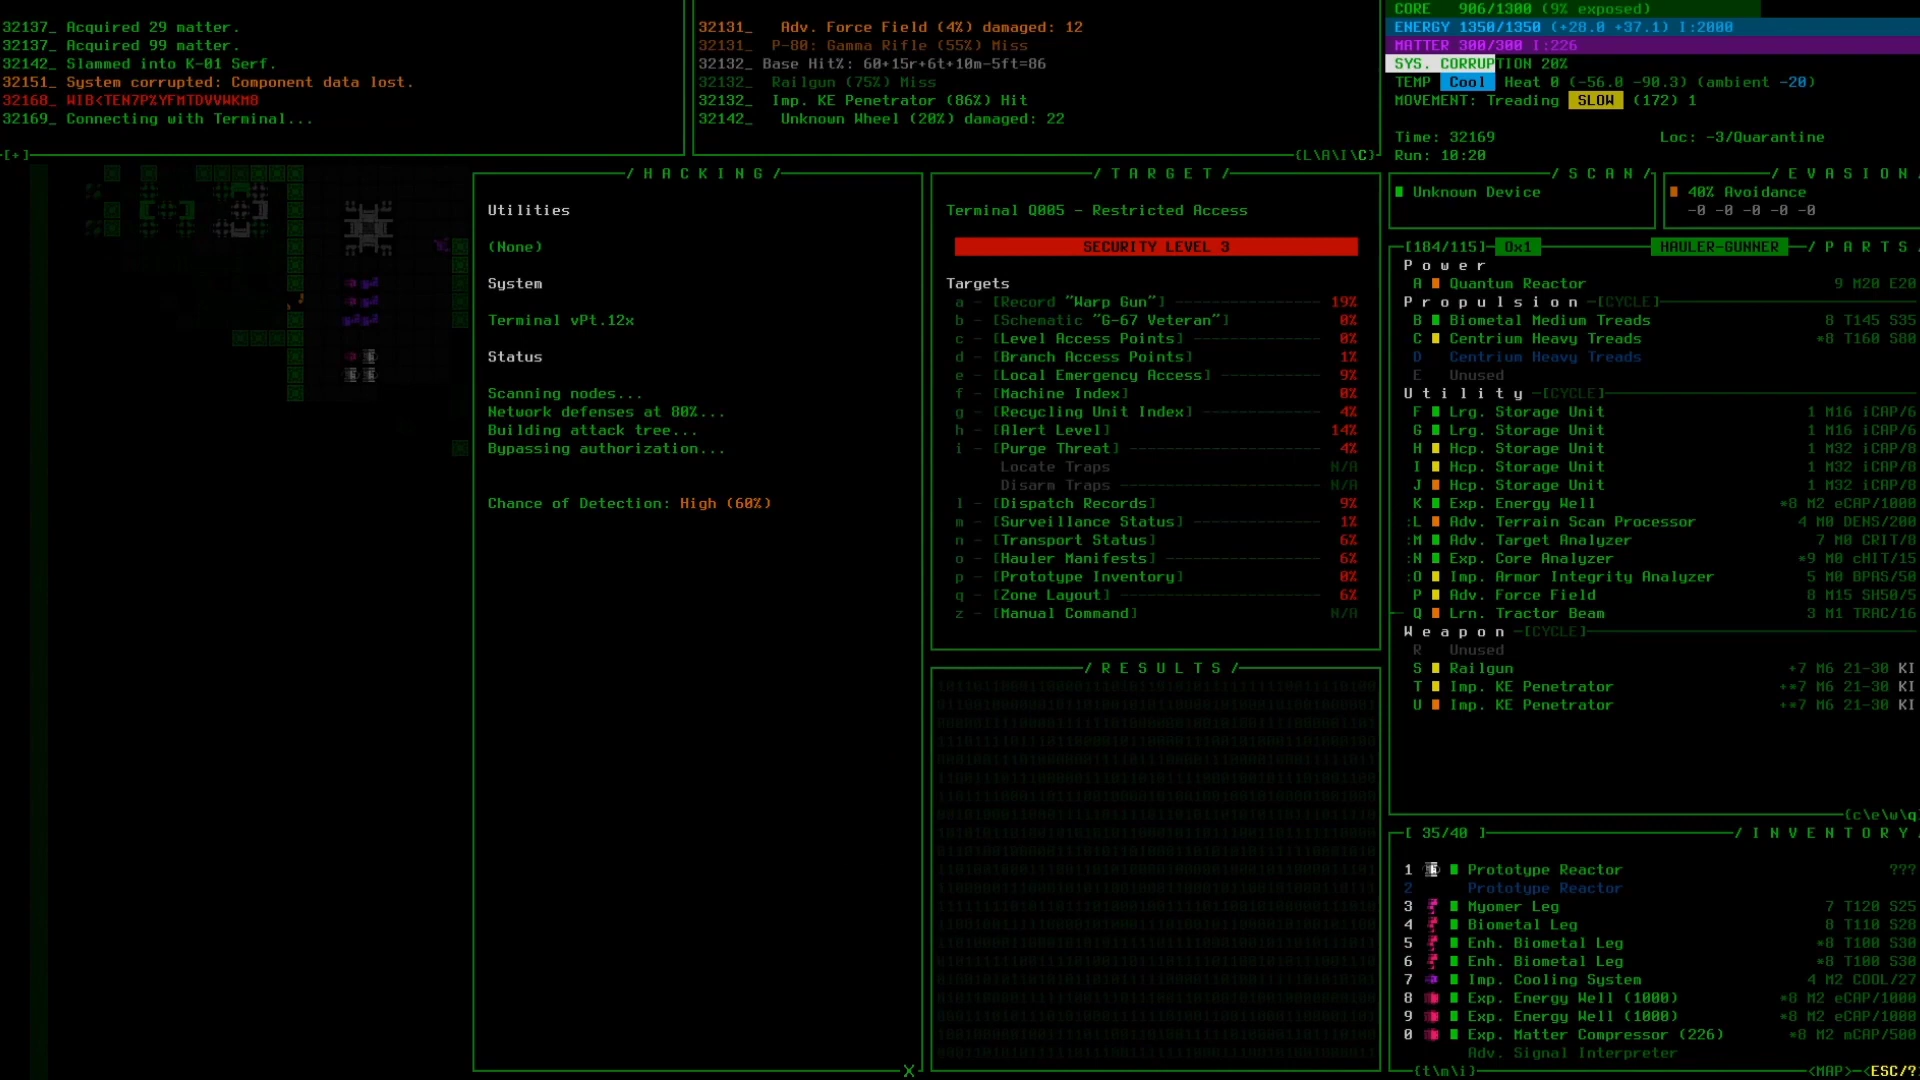 32137_ Acquired 29 matter.
32137_ Acquired 99 matter.
32142_ Slammed into K-01 Serf.
32151_ System corrupted: Component data lost.
32168_ WIB<TEN7P%YFMTDVVWKM8
32169_ Connecting with Terminal...
[+]
32131_ Adv. Force Field (4%) damaged: 12
32131_ P-80: Gamma Rifle (55%) Miss
32132_ Base Hit%: 60+15r+6t+10m-5ft=86
32132_ Railgun (75%) Miss
32132_ Imp. KE Penetrator (86%) Hit
32142_ Unknown Wheel (20%) damaged: 22
(L\A\I\C)
CORE 906/1300 (9% exposed)
ENERGY 1350/1350 (+28.0 +37.1) I:2000
MATTER 300/300 I:226
SYS. CORRUPTION 20%
TEMP Cool Heat 0 (-56.0 -90.3) (ambient -20)
MOVEMENT: Treading SLOW (172) 1
Time: 32169 Loc: -3/Quarantine
Run: 10:20
/ S C A N /
Unknown Device
/ E V A S I O N
40% Avoidance
-0 -0 -0 -0 -0
/ H A C K I N G /
Utilities
(None)
System
Terminal vPt.12x
Status
Scanning nodes...
Network defenses at 80%...
Building attack tree...
Bypassing authorization...
Chance of Detection: High (60%)
X
/ T A R G E T /
Terminal Q005 - Restricted Access
SECURITY LEVEL 3
Targets
a - [Record "Warp Gun"] 19%
b - [Schematic "G-67 Veteran"] 0%
c - [Level Access Points] 0%
d - [Branch Access Points] 1%
e - [Local Emergency Access] 9%
f - [Machine Index] 0%
g - [Recycling Unit Index] 4%
h - [Alert Level] 14%
i - [Purge Threat] 4%
Locate Traps N/A
Disarm Traps N/A
l - [Dispatch Records] 9%
m - [Surveillance Status] 1%
n - [Transport Status] 6%
o - [Hauler Manifests] 6%
p - [Prototype Inventory] 0%
q - [Zone Layout] 6%
z - [Manual Command] N/A
/ R E S U L T S /
[184/115] 0x1 HAULER-GUNNER / P A R T S
P o w e r
A Quantum Reactor 9 M20 E20
P r o p u l s i o n [CYCLE]
B Biometal Medium Treads 8 T145 S35
C Centrium Heavy Treads *8 T160 S80
D Centrium Heavy Treads
E Unused
U t i l i t y [CYCLE]
F Lrg. Storage Unit 1 M16 iCAP/6
G Lrg. Storage Unit 1 M16 iCAP/6
H Hcp. Storage Unit 1 M32 iCAP/8
I Hcp. Storage Unit 1 M32 iCAP/8
J Hcp. Storage Unit 1 M32 iCAP/8
K Exp. Energy Well *8 M2 eCAP/1000
:L Adv. Terrain Scan Processor 4 M0 DENS/200
:M Adv. Target Analyzer 7 M0 CRIT/8
:N Exp. Core Analyzer *9 M0 cHIT/15
:O Imp. Armor Integrity Analyzer 5 M0 BPAS/50
P Adv. Force Field 8 M15 SH50/5
Q Lrn. Tractor Beam 3 M1 TRAC/16
W e a p o n [CYCLE]
R Unused
S Railgun +7 M6 21-30 KI
T Imp. KE Penetrator +*7 M6 21-30 KI
U Imp. KE Penetrator +*7 M6 21-30 KI
(c\e\w\q
[ 35/40 ] / I N V E N T O R Y
1 Prototype Reactor ???
2 Prototype Reactor
3 Myomer Leg 7 T120 S25
4 Biometal Leg 8 T110 S28
5 Enh. Biometal Leg *8 T100 S30
6 Enh. Biometal Leg *8 T100 S30
7 Imp. Cooling System 4 M2 COOL/27
8 Exp. Energy Well (1000) *8 M2 eCAP/1000
9 Exp. Energy Well (1000) *8 M2 eCAP/1000
0 Exp. Matter Compressor (226) *8 M2 mCAP/500
Adv. Signal Interpreter
(t\m\i) <MAP> <ESC/?